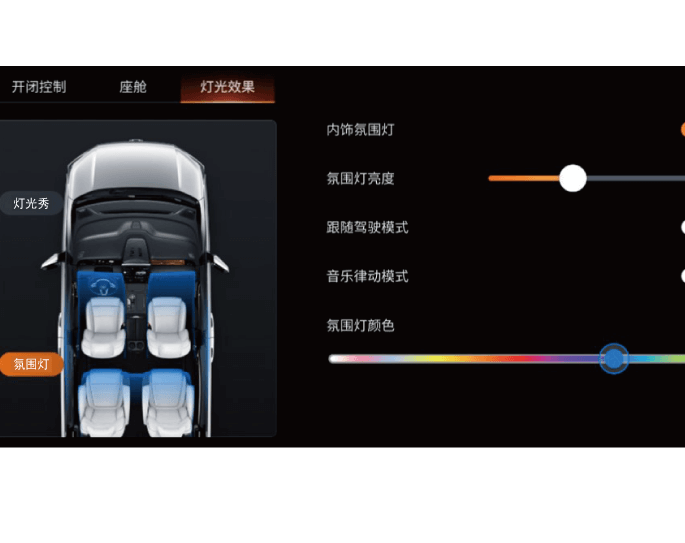 开闭控制
座舱
灯光效果
灯光秀
氛围灯
内饰氛围灯
氛围灯亮度
跟随驾驶模式
音乐律动模式
氛围灯颜色